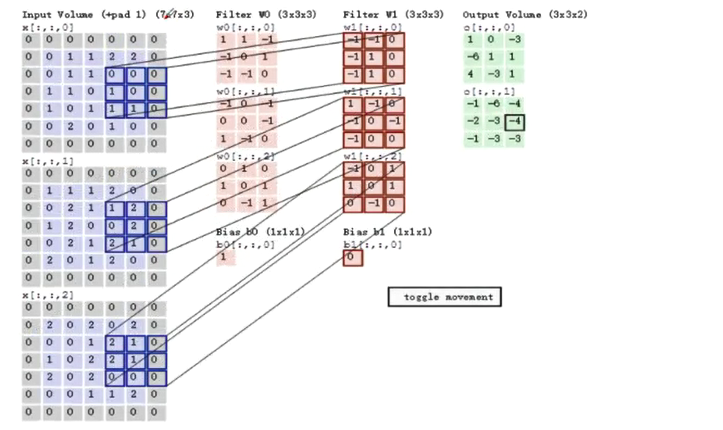 Input Volume (+pad 1) (7x7x3)
x[:,:,0]
0 0 0 0 0 0 0
0 0 1 1 2 2 0
0 0 1 1 0 0 0
0 1 1 0 1 0 0
0 1 0 1 1 1 0
0 0 2 0 1 0 0
0 0 0 0 0 0 0
x[:,:,1]
0 0 0 0 0 0 0
0 1 1 1 2 0 0
0 0 2 1 1 2 0
0 1 2 0 0 2 0
0 0 2 1 2 1 0
0 2 0 1 2 0 0
0 0 0 0 0 0 0
x[:,:,2]
0 0 0 0 0 0 0
0 2 0 2 0 2 0
0 0 0 1 2 1 0
0 1 0 2 2 1 0
0 2 0 2 0 0 0
0 0 0 1 1 2 0
0 0 0 0 0 0 0
Filter W0 (3x3x3)
w0[:,:,0]
1 1 -1
-1 0 1
-1 -1 0
w0[:,:,1]
-1 0 -1
0 0 -1
1 -1 0
w0[:,:,2]
0 1 0
1 0 1
0 -1 1
Bias b0 (1x1x1)
b0[:,:,0]
1
Filter W1 (3x3x3)
w1[:,:,0]
-1 -1 0
-1 1 0
-1 1 0
w1[:,:,1]
1 -1 0
-1 0 -1
-1 0 0
w1[:,:,2]
-1 0 1
1 0 1
0 -1 0
Bias b1 (1x1x1)
b1[:,:,0]
0
Output Volume (3x3x2)
o[:,:,0]
1 0 -3
-6 1 1
4 -3 1
o[:,:,1]
-1 -6 -4
-2 -3 -4
-1 -3 -3
toggle movement